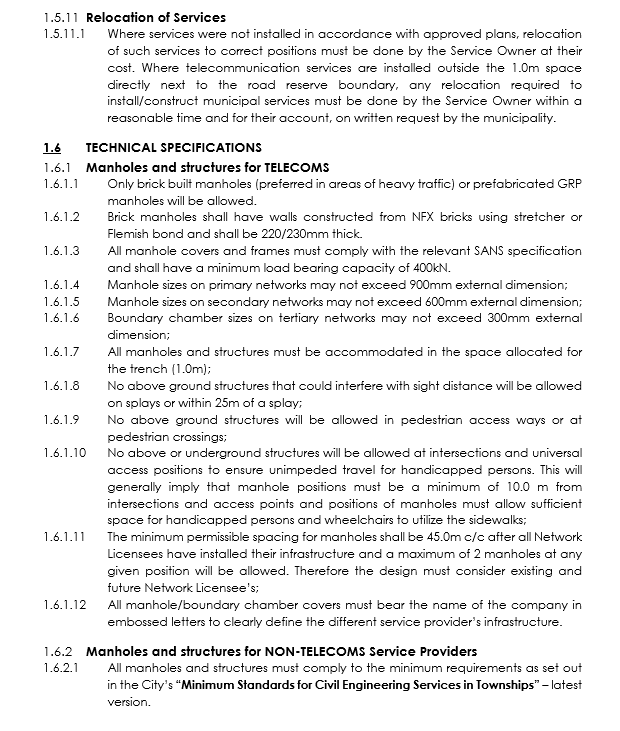 1.5.11 Relocation of Services
1.5.11.1 Where services were not installed in accordance with approved plans, relocation
of such services to correct positions must be done by the Service Owner at their
cost. Where telecommunication services are installed outside the 1.0m space
directly next to the road reserve boundary, any relocation required to
install/construct municipal services must be done by the Service Owner within a
reasonable time and for their account, on written request by the municipality.
1.6 TECHNICAL SPECIFICATIONS
1.6.1 Manholes and structures for TELECOMS
1.6.1.1 Only brick built manholes (preferred in areas of heavy traffic) or prefabricated GRP
manholes will be allowed.
1.6.1.2 Brick manholes shall have walls constructed from NFX bricks using stretcher or
Flemish bond and shall be 220/230mm thick.
1.6.1.3 All manhole covers and frames must comply with the relevant SANS specification
and shall have a minimum load bearing capacity of 400kN.
1.6.1.4 Manhole sizes on primary networks may not exceed 900mm external dimension;
1.6.1.5 Manhole sizes on secondary networks may not exceed 600mm external dimension;
1.6.1.6 Boundary chamber sizes on tertiary networks may not exceed 300mm external
dimension;
1.6.1.7 All manholes and structures must be accommodated in the space allocated for
the trench (1.0m);
1.6.1.8 No above ground structures that could interfere with sight distance will be allowed
on splays or within 25m of a splay;
1.6.1.9 No above ground structures will be allowed in pedestrian access ways or at
pedestrian crossings;
1.6.1.10 No above or underground structures will be allowed at intersections and universal
access positions to ensure unimpeded travel for handicapped persons. This will
generally imply that manhole positions must be a minimum of 10.0 m from
intersections and access points and positions of manholes must allow sufficient
space for handicapped persons and wheelchairs to utilize the sidewalks;
1.6.1.11 The minimum permissible spacing for manholes shall be 45.0m c/c after all Network
Licensees have installed their infrastructure and a maximum of 2 manholes at any
given position will be allowed. Therefore the design must consider existing and
future Network Licensee's;
1.6.1.12 All manhole/boundary chamber covers must bear the name of the company in
embossed letters to clearly define the different service provider's infrastructure.
1.6.2 Manholes and structures for NON-TELECOMS Service Providers
1.6.2.1 All manholes and structures must comply to the minimum requirements as set out
in the City's "Minimum Standards for Civil Engineering Services in Townships" – latest
version.